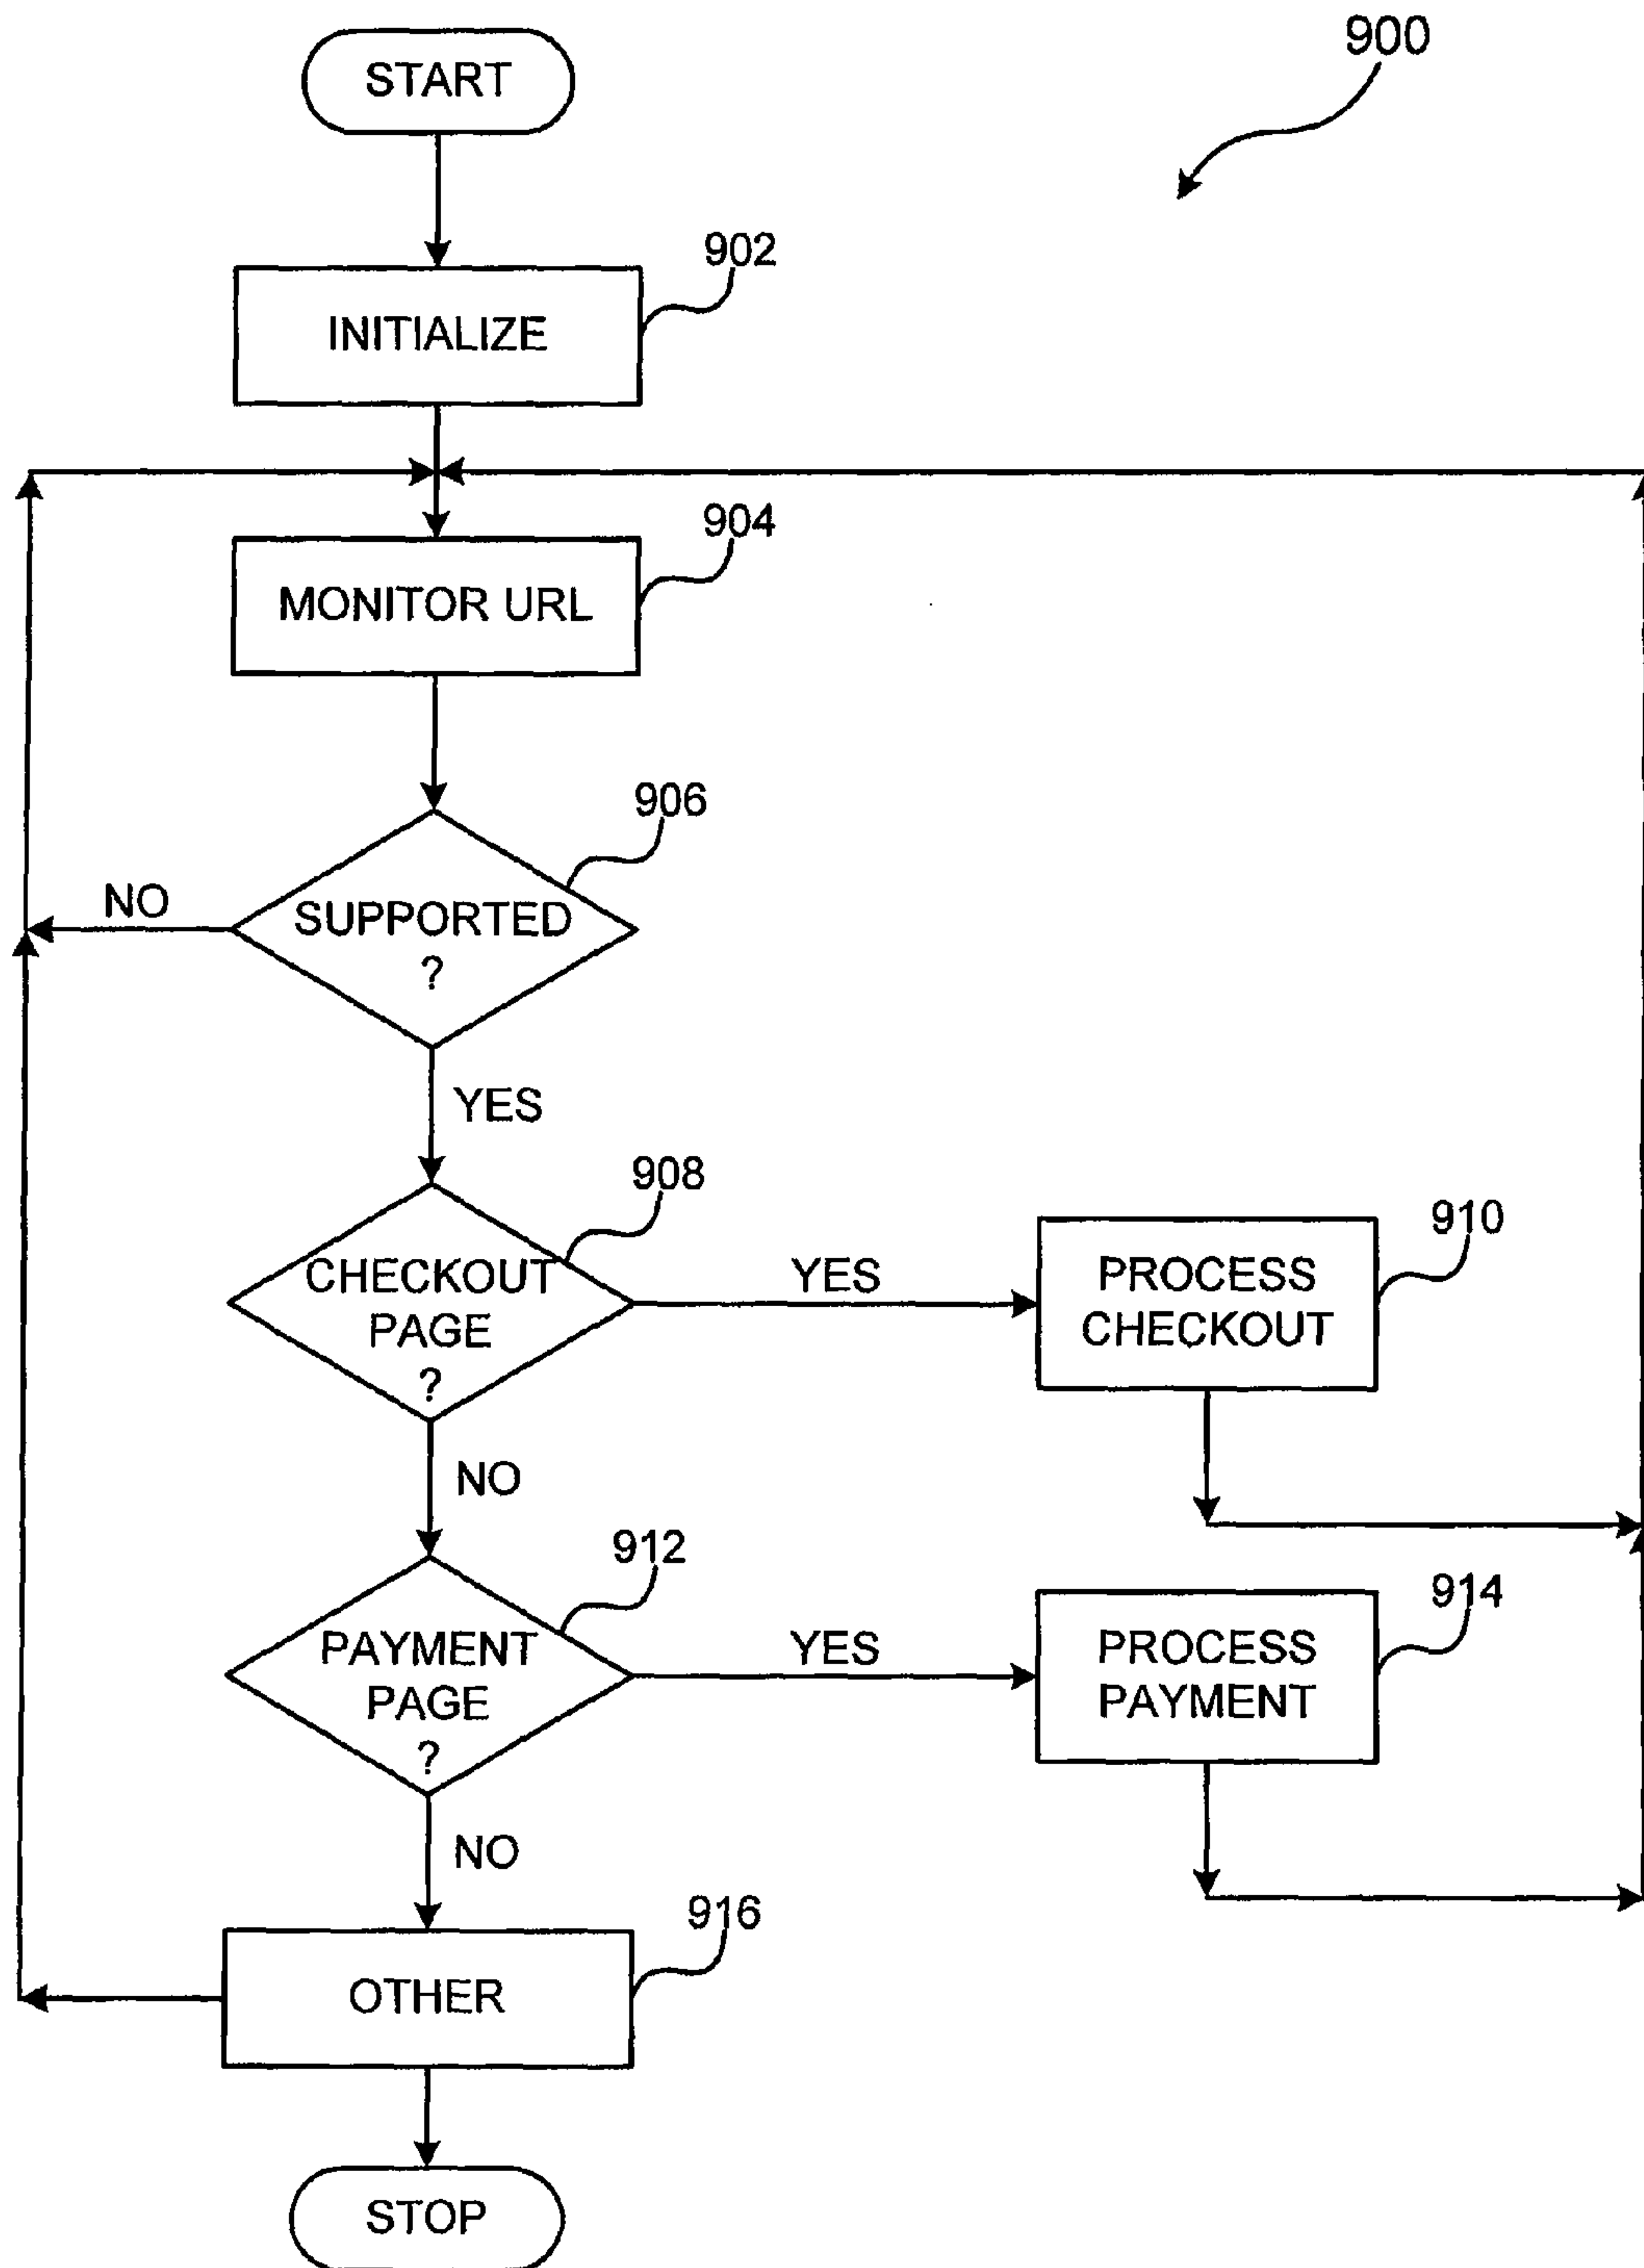 START
900
902
INITIALIZE
904
MONITOR URL
906
NO
SUPPORTED
?
YES
908
CHECKOUT
PAGE
?
YES
910
PROCESS
CHECKOUT
NO
912
PAYMENT
PAGE
?
YES
914
PROCESS
PAYMENT
NO
916
OTHER
STOP